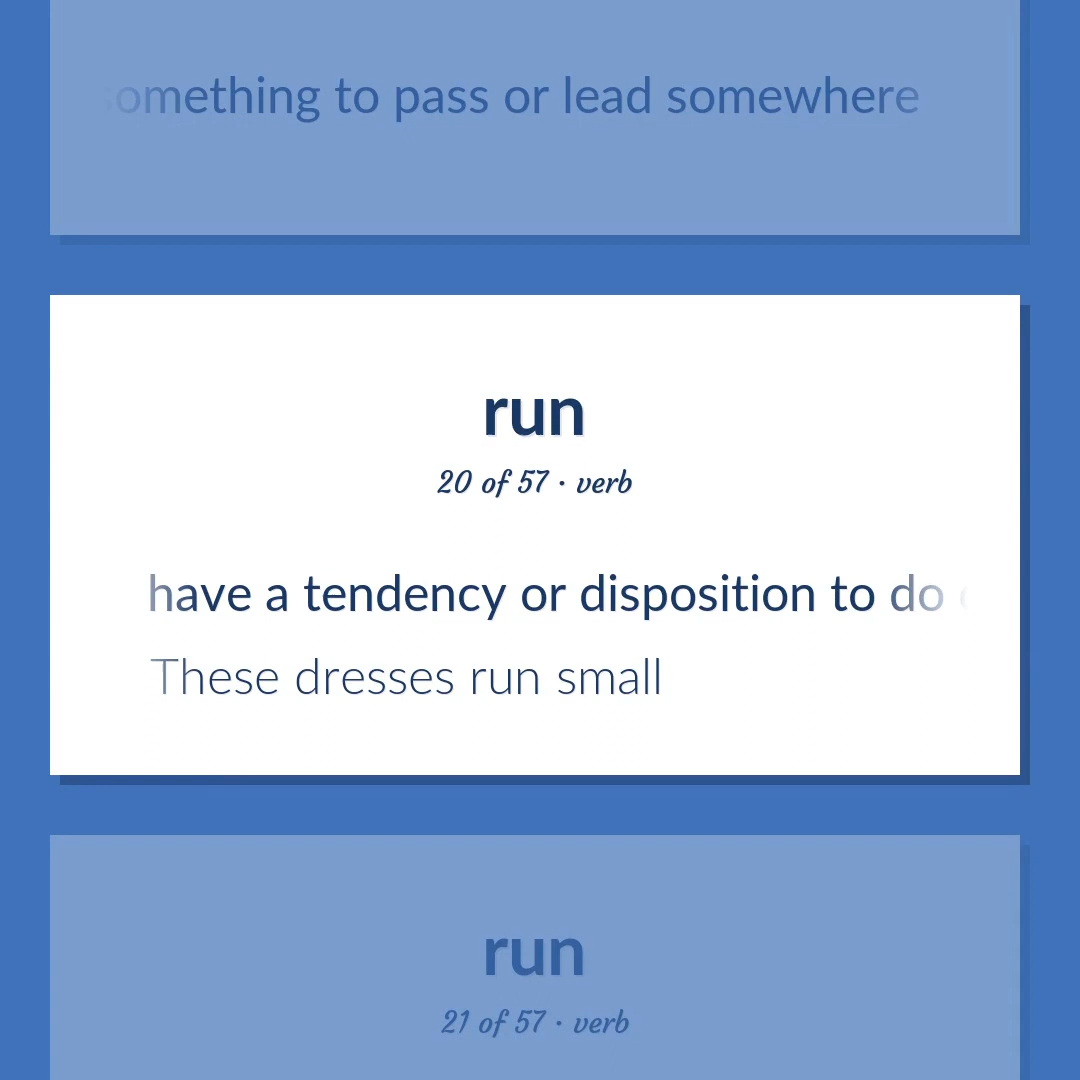 something to pass or lead somewhere
run
20 of 57 · verb
have a tendency or disposition to do
These dresses run small
run
21 of 57 · verb